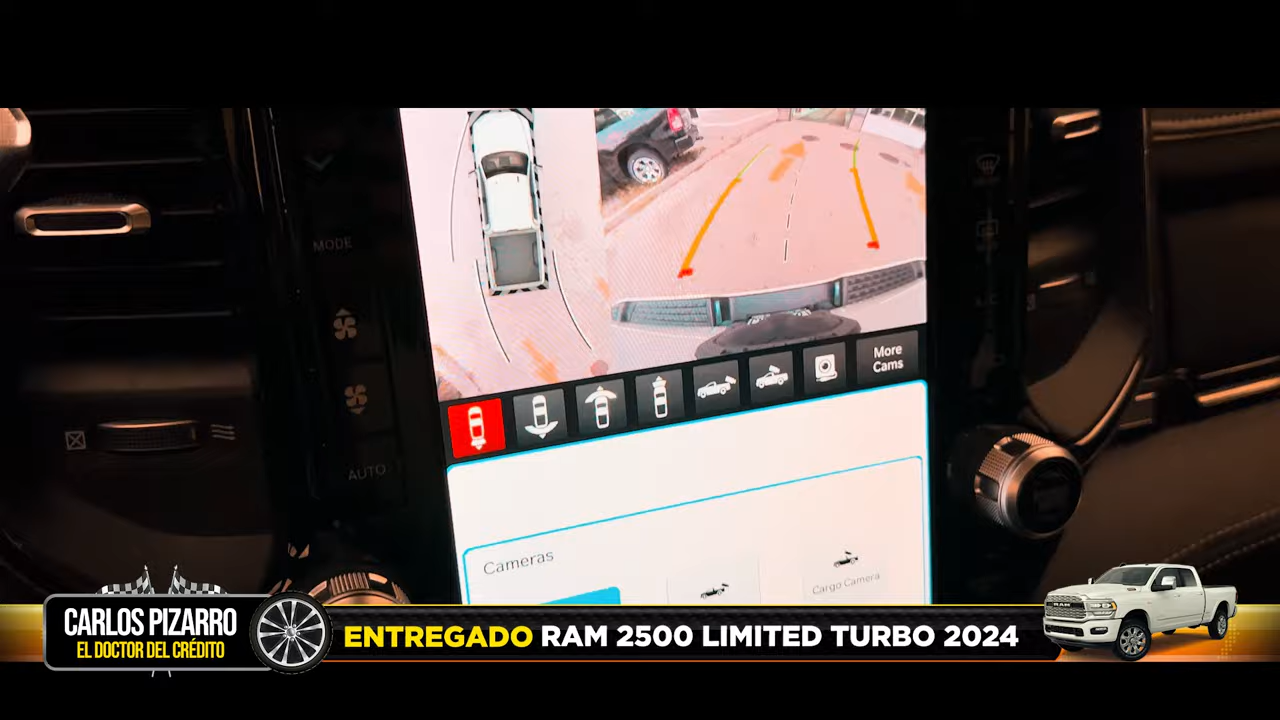 MODE
AUTO
More
Cams
Cameras
Cargo Camera
CARLOS PIZARRO
EL DOCTOR DEL CRÉDITO
ENTREGADO RAM 2500 LIMITED TURBO 2024
RAM